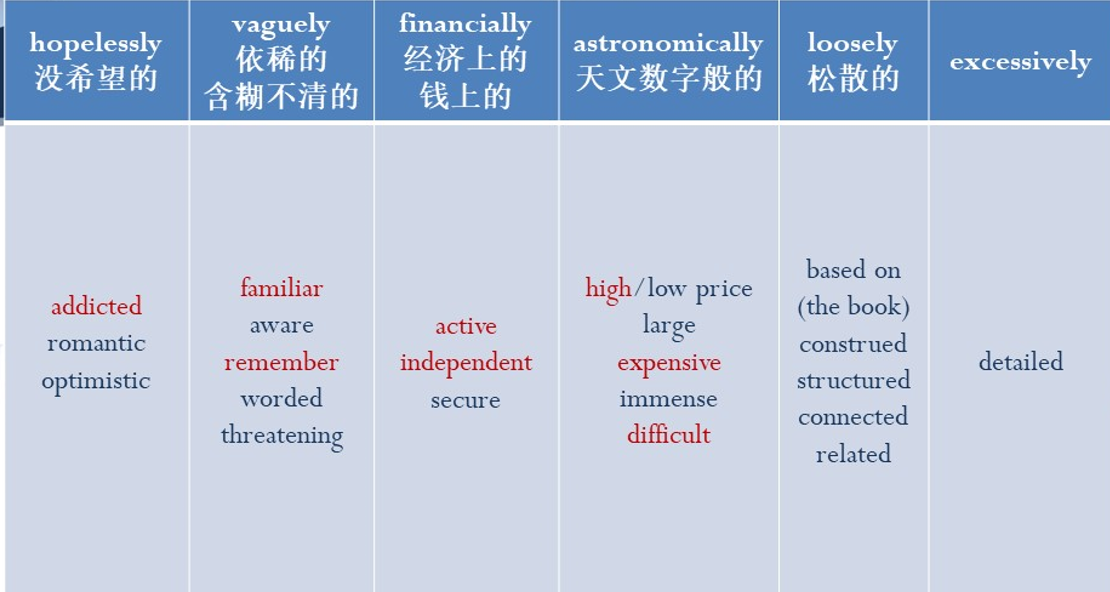 hopelessly
没希望的
vaguely
依稀的
含糊不清的
financially
经济上的
钱上的
astronomically
天文数字般的
loosely
松散的
excessively
addicted
romantic
optimistic
familiar
aware
remember
worded
threatening
active
independent
secure
high/low price
large
expensive
immense
difficult
based on
(the book)
construed
structured
connected
related
detailed